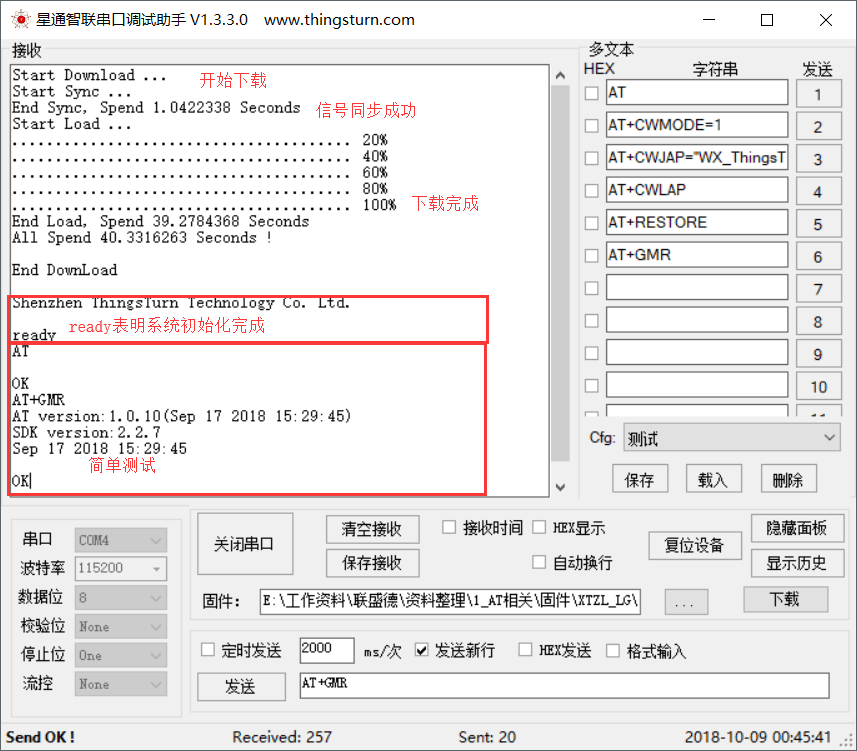 星通智联串口调试助手 V1.3.3.0 www.thingsturn.com
接收
Start Download ... 开始下载
Start Sync ...
End Sync, Spend 1.0422338 Seconds 信号同步成功
Start Load ...
........................................ 20%
........................................ 40%
........................................ 60%
........................................ 80%
........................................ 100% 下载完成
End Load, Spend 39.2784368 Seconds
All Spend 40.3316263 Seconds !
End DownLoad
Shenzhen ThingsTurn Technology Co. Ltd.
ready ready表明系统初始化完成
AT
OK
AT+GMR
AT version:1.0.10(Sep 17 2018 15:29:45)
SDK version:2.2.7
Sep 17 2018 15:29:45
简单测试
OK
多文本
HEX 字符串 发送
AT 1
AT+CWMODE=1 2
AT+CWJAP="WX_ThingsT 3
AT+CWLAP 4
AT+RESTORE 5
AT+GMR 6
7
8
9
10
11
Cfg: 测试
保存 载入 删除
串口 COM4
波特率 115200
数据位 8
校验位 None
停止位 One
流控 None
关闭串口
清空接收
保存接收
接收时间 HEX显示
自动换行
复位设备
隐藏面板
显示历史
固件: E:\工作资料\联盛德\资料整理\1_AT相关\固件\XTZL_LG\ ... 下载
定时发送 2000 ms/次 发送新行 HEX发送 格式输入
发送 AT+GMR
Send OK ! Received: 257 Sent: 20 2018-10-09 00:45:41